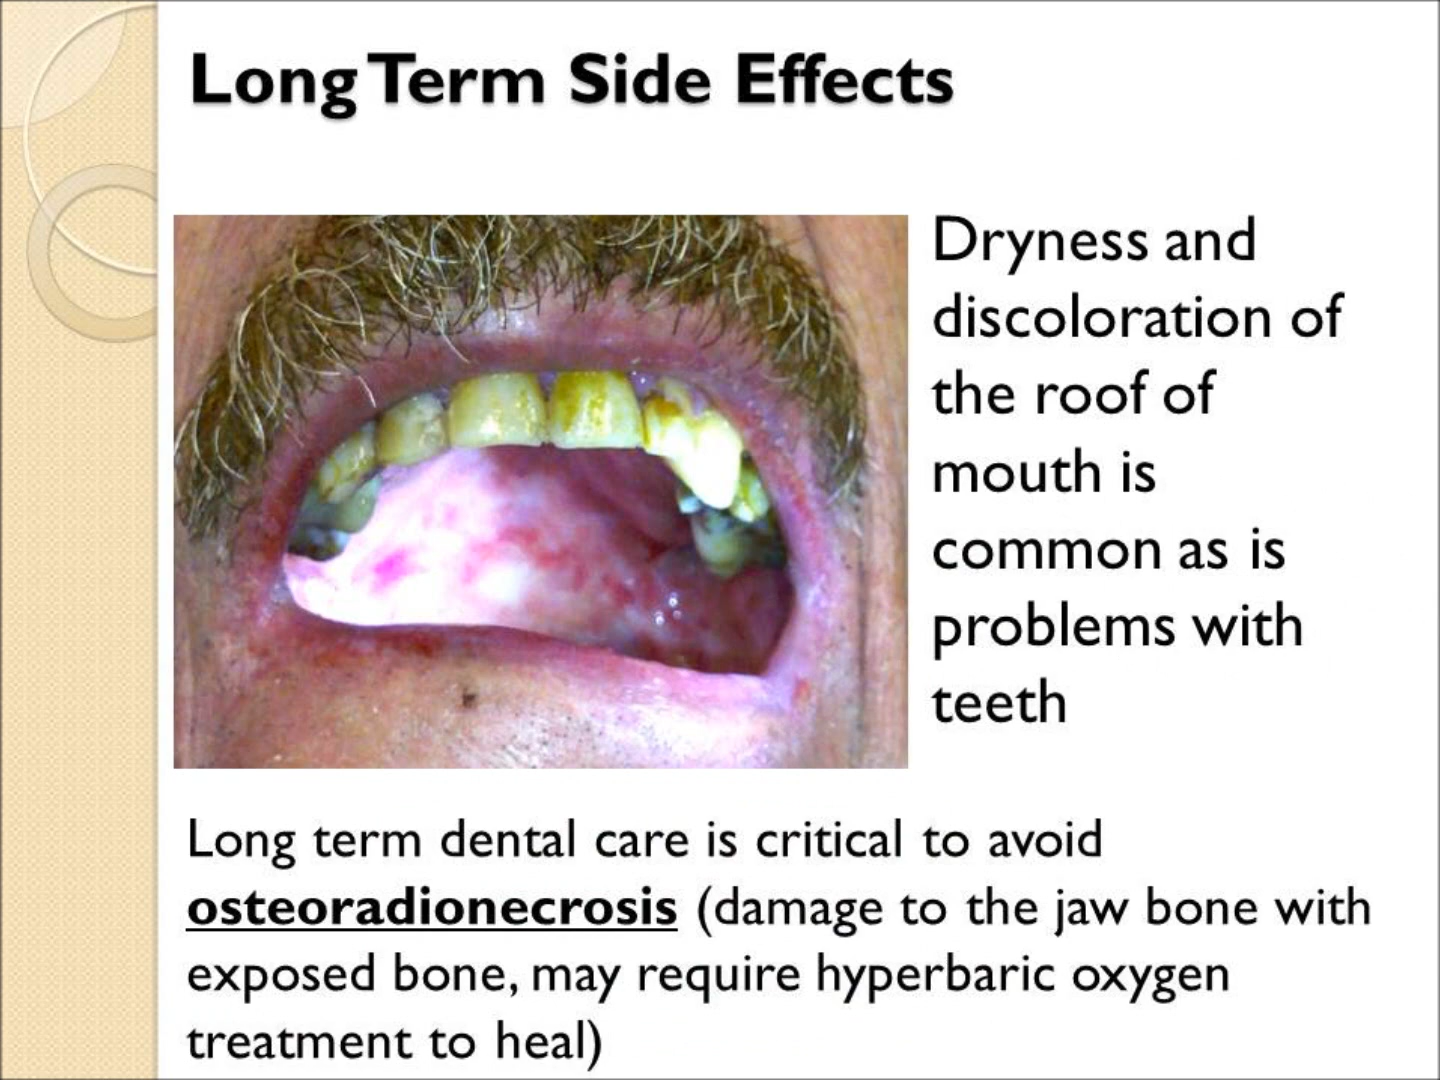 Long Term Side Effects
Dryness and
discoloration of
the roof of
mouth is
common as is
problems with
teeth
Long term dental care is critical to avoid
osteoradionecrosis (damage to the jaw bone with
exposed bone, may require hyperbaric oxygen
treatment to heal)